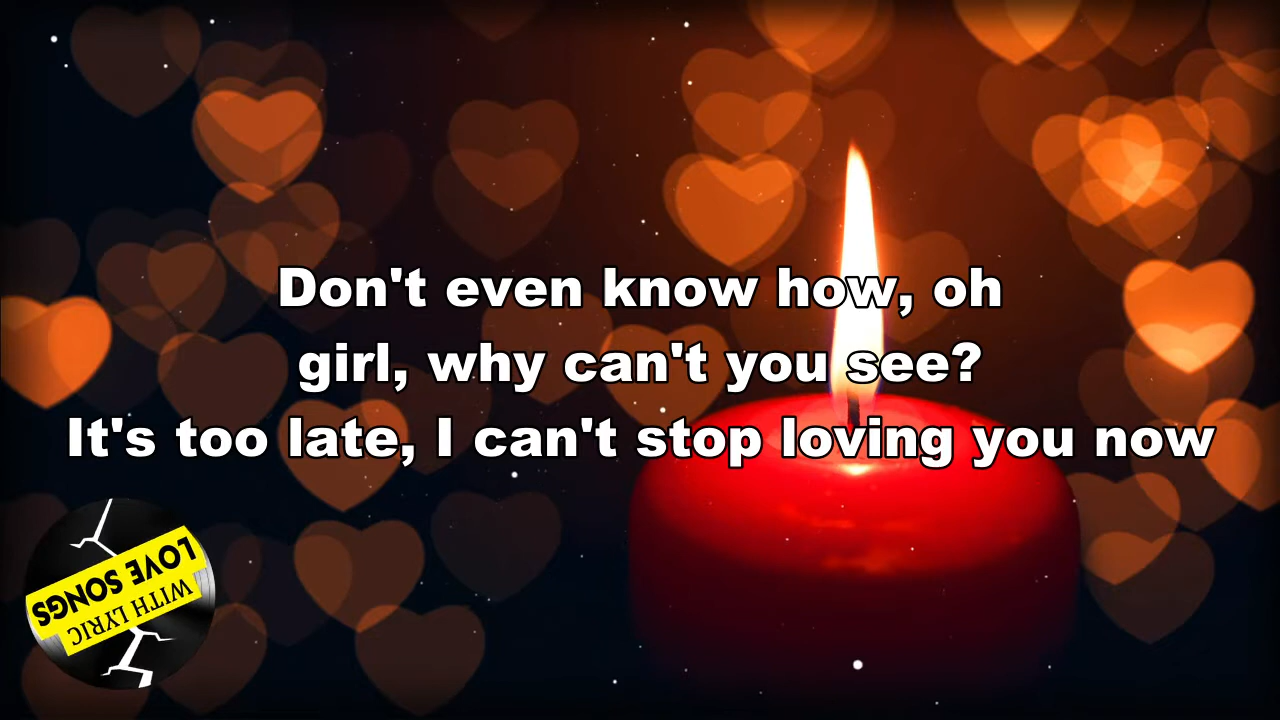 Don't even know how, oh
girl, why can't you see?
It's too late, I can't stop loving you now
LOVE SONGS
WITH LYRIC